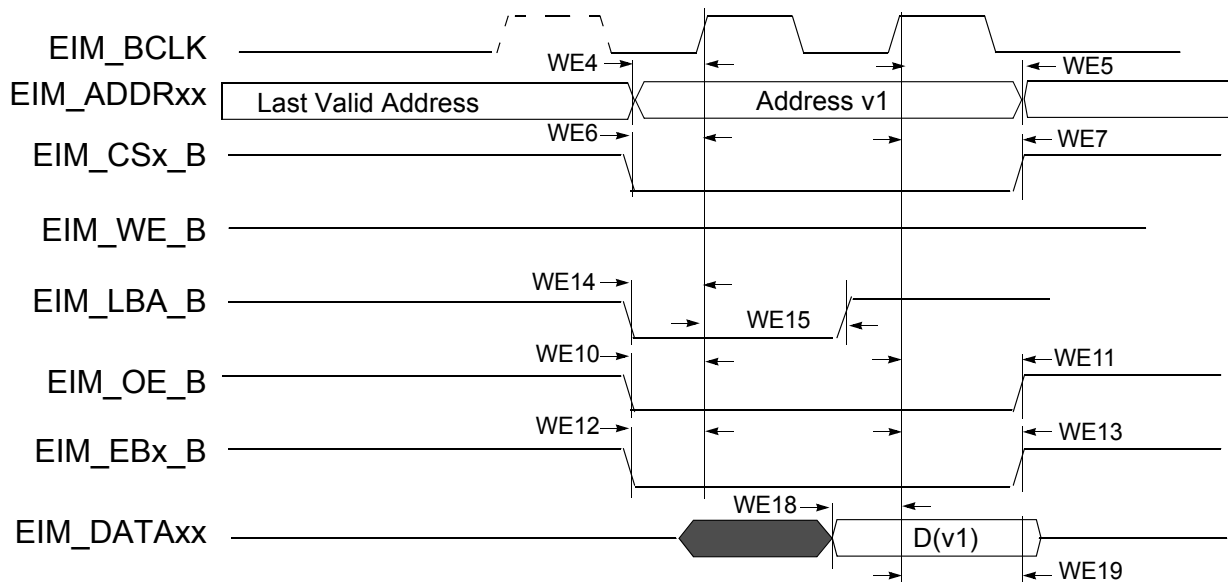 EIM_BCLK
WE4
WE5
EIM_ADDRxx
Last Valid Address
Address v1
WE6
WE7
EIM_CSx_B
EIM_WE_B
WE14
EIM_LBA_B
WE15
WE10
WE11
EIM_OE_B
WE12
WE13
EIM_EBx_B
WE18
EIM_DATAxx
D(v1)
WE19